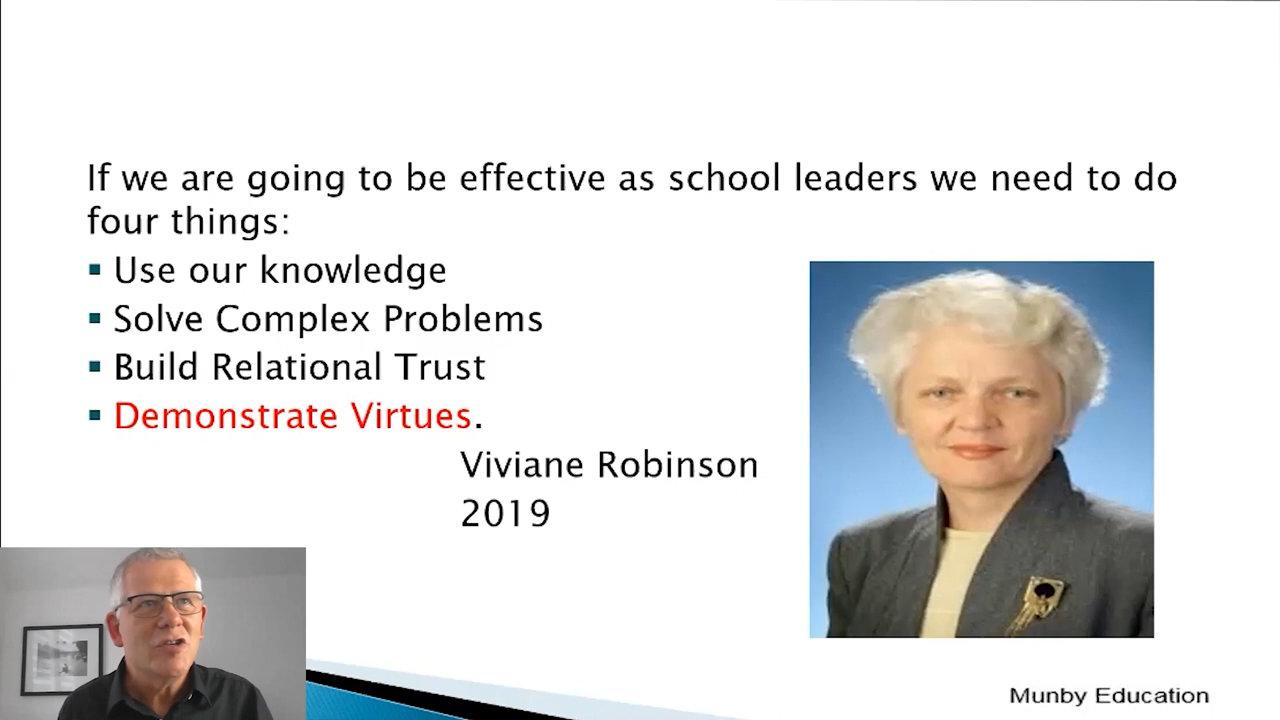 If we are going to be effective as school leaders we need to do
four things:
▪ Use our knowledge
▪ Solve Complex Problems
▪ Build Relational Trust
▪ Demonstrate Virtues.
Viviane Robinson
2019
Munby Education